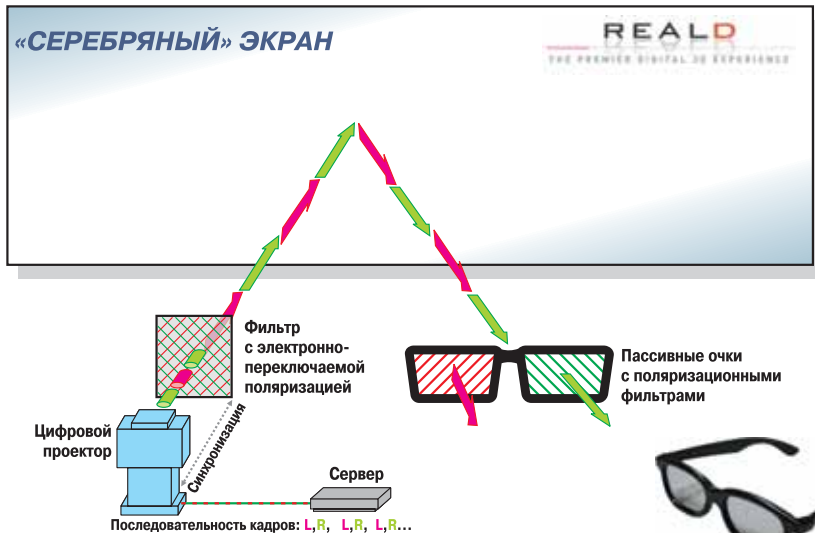 «СЕРЕБРЯНЫЙ» ЭКРАН
REALD
THE PREMIER DIGITAL 3D EXPERIENCE
Фильтр
с электронно-
переключаемой
поляризацией
Пассивные очки
с поляризационными
фильтрами
Цифровой
проектор
Синхронизация
Сервер
Последовательность кадров: L,R, L,R, L,R...